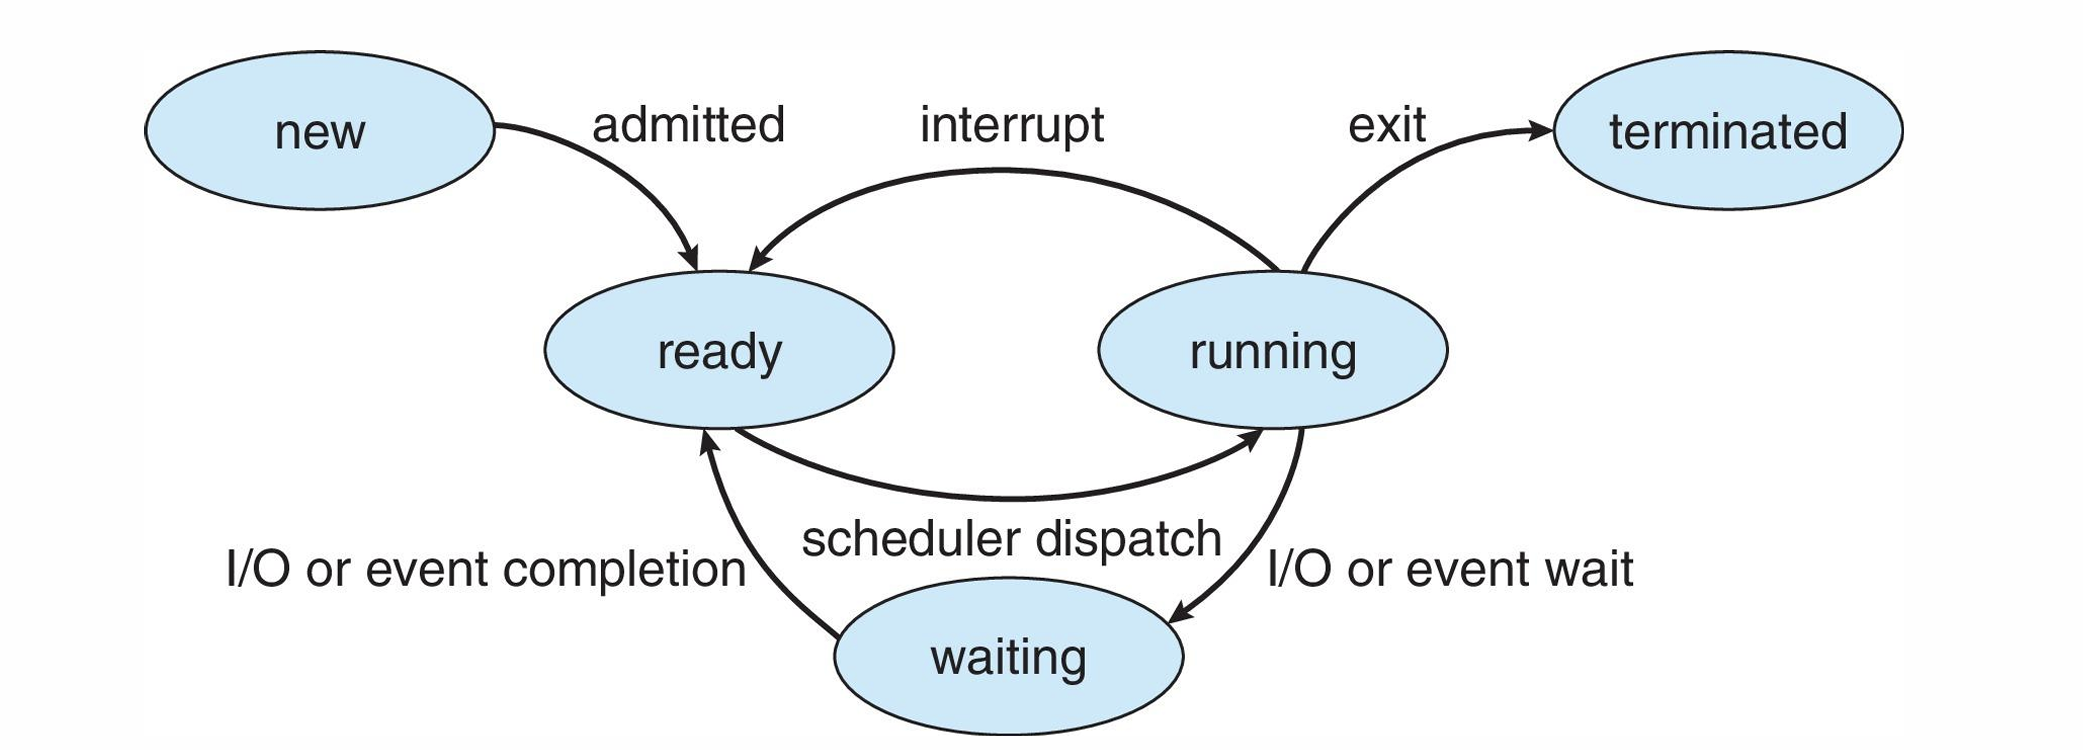 new
admitted
interrupt
exit
terminated
ready
running
scheduler dispatch
I/O or event completion
I/O or event wait
waiting